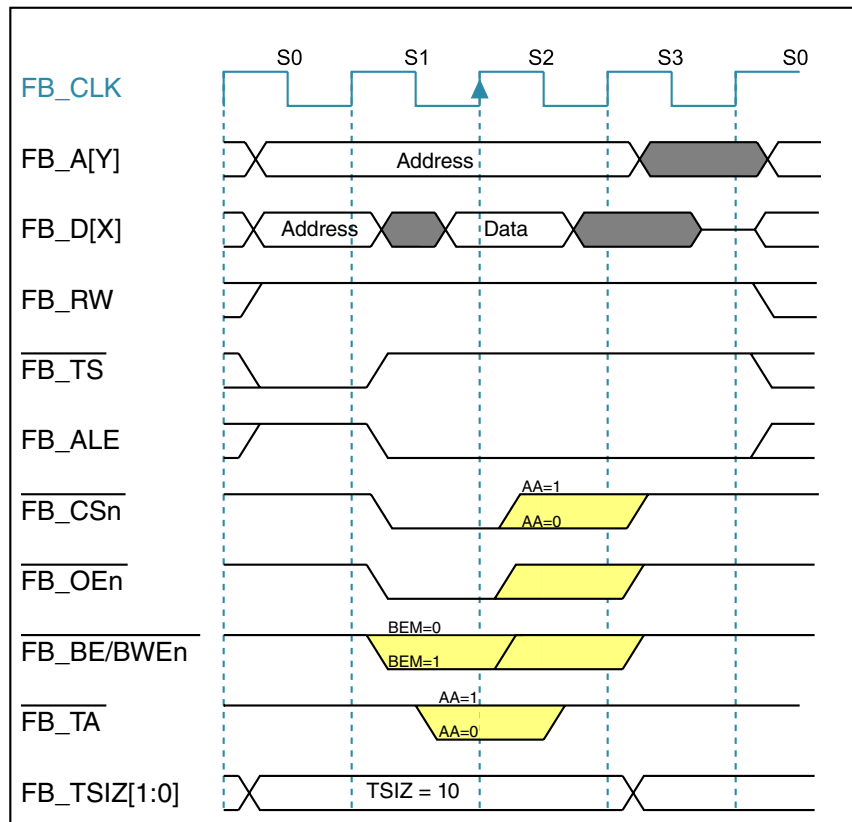 S0 S1 S2 S3 S0
FB_CLK
FB_A[Y] Address
FB_D[X] Address Data
FB_RW
FB_TS
FB_ALE
FB_CSn AA=1
AA=0
FB_OEn
FB_BE/BWEn BEM=0
BEM=1
FB_TA AA=1
AA=0
FB_TSIZ[1:0] TSIZ = 10